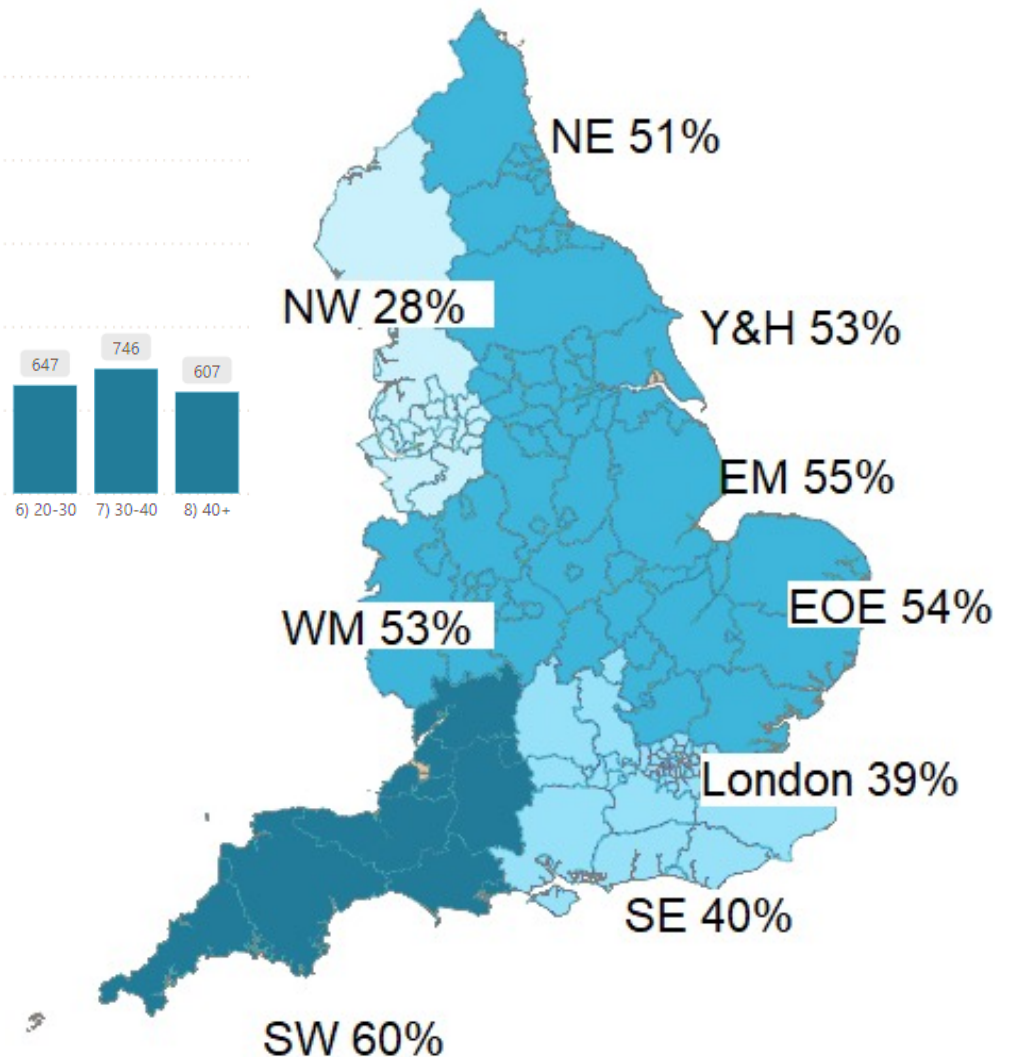 NE 51%
NW 28%
Y&H 53%
647
746
607
EM 55%
6) 20-30
7) 30-40
8) 40+
WM 53%
EOE 54%
London 39%
SE 40%
SW 60%